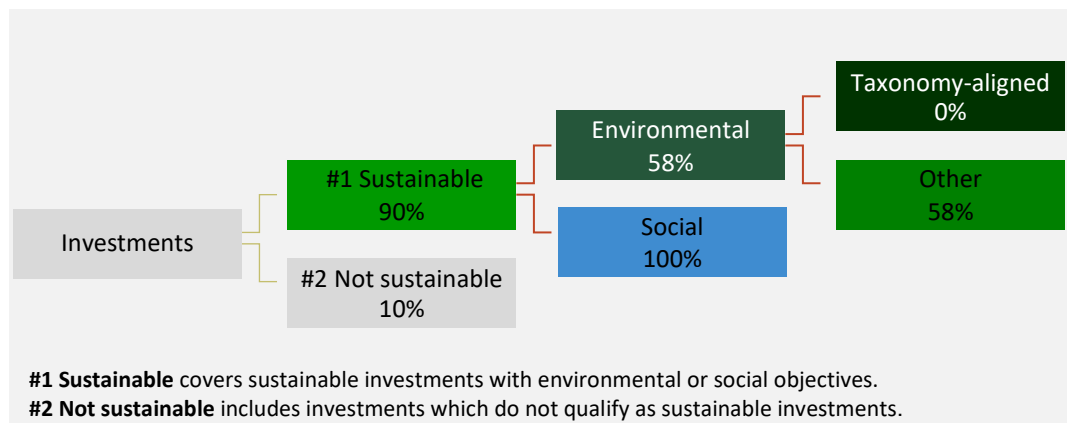 Investments
#1 Sustainable
90%
#2 Not sustainable
10%
Environmental
58%
Social
100%
Taxonomy-aligned
0%
Other
58%
#1 Sustainable covers sustainable investments with environmental or social objectives.
#2 Not sustainable includes investments which do not qualify as sustainable investments.